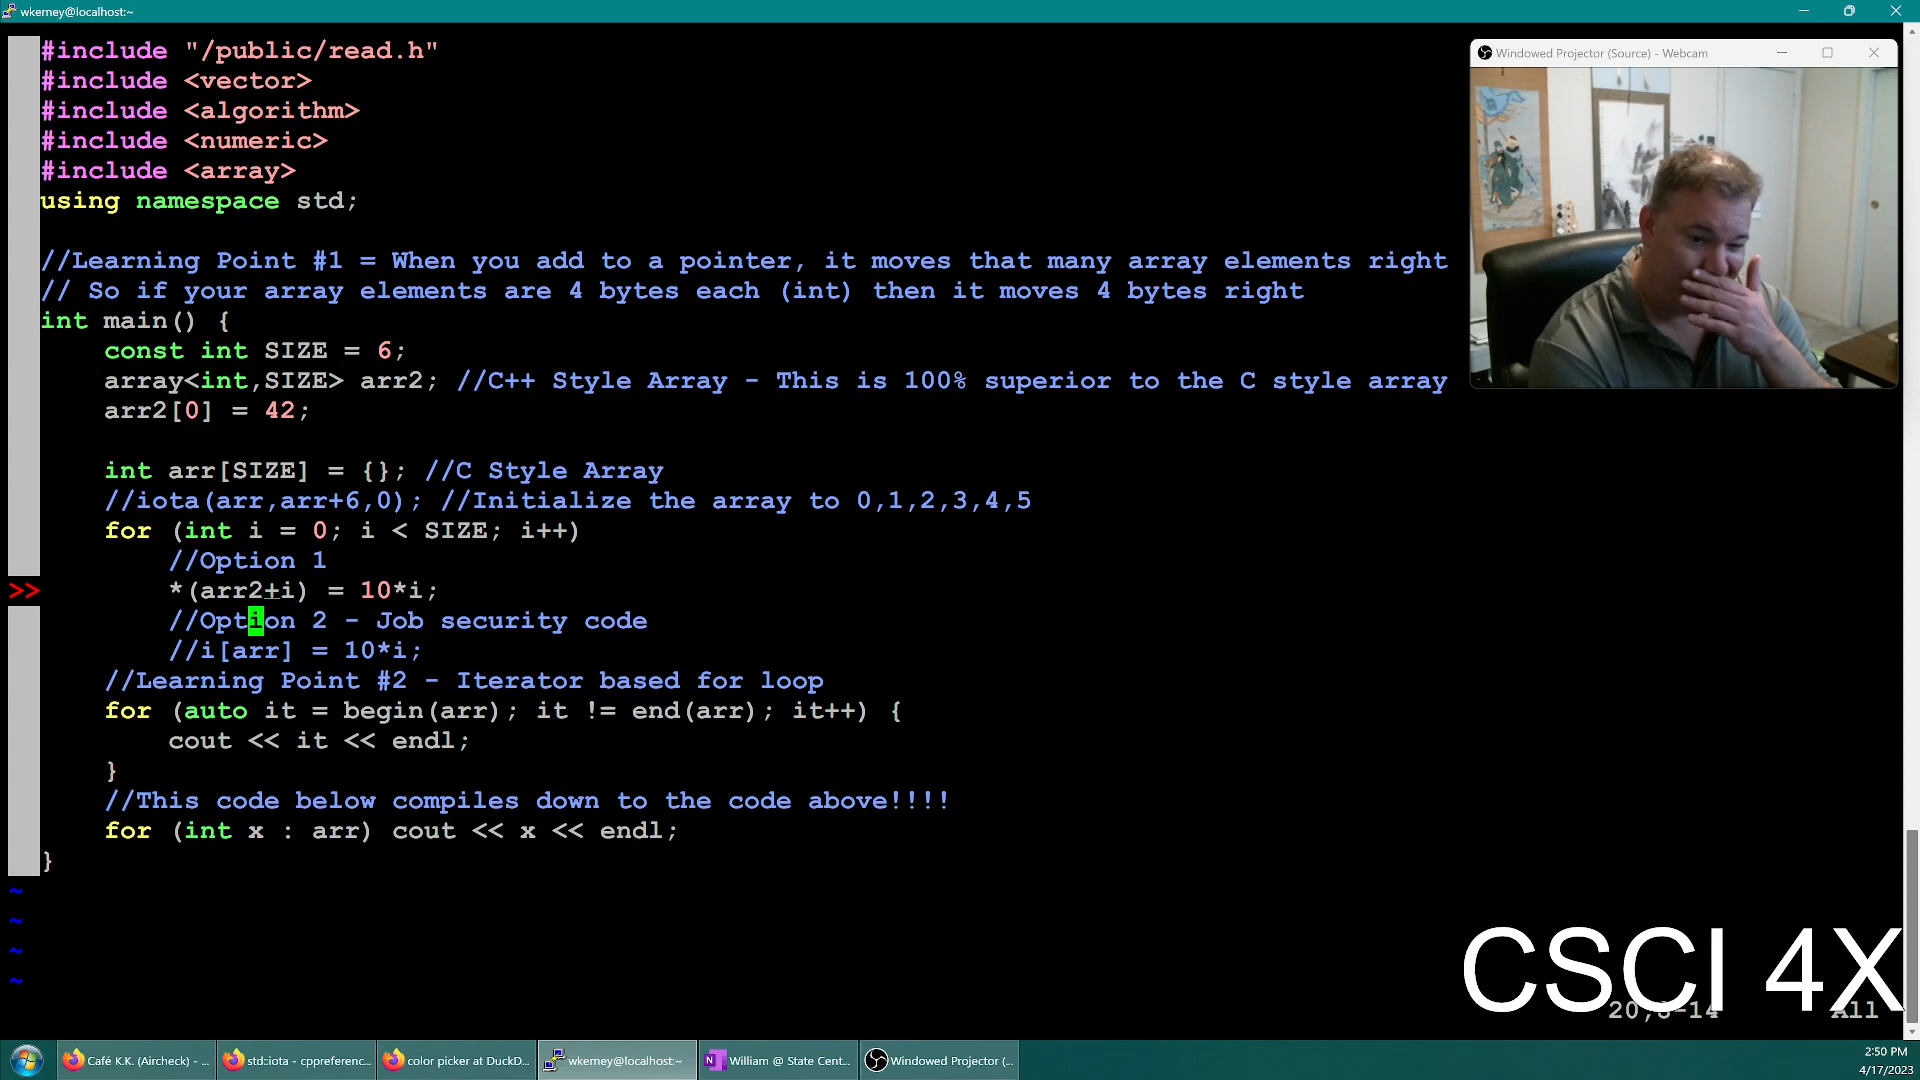 wkerney@localhost:~
#include "/public/read.h"
#include <vector>
#include <algorithm>
#include <numeric>
#include <array>
using namespace std;
//Learning Point #1 = When you add to a pointer, it moves that many array elements right
// So if your array elements are 4 bytes each (int) then it moves 4 bytes right
int main() {
const int SIZE = 6;
array<int,SIZE> arr2; //C++ Style Array - This is 100% superior to the C style array
arr2[0] = 42;
int arr[SIZE] = {}; //C Style Array
//iota(arr,arr+6,0); //Initialize the array to 0,1,2,3,4,5
for (int i = 0; i < SIZE; i++)
//Option 1
>> *(arr2+i) = 10*i;
//Option 2 - Job security code
//i[arr] = 10*i;
//Learning Point #2 - Iterator based for loop
for (auto it = begin(arr); it != end(arr); it++) {
cout << it << endl;
}
//This code below compiles down to the code above!!!!
for (int x : arr) cout << x << endl;
}
~
~
~
~
Windowed Projector (Source) - Webcam
CSCI 4X
All
Café K.K. (Aircheck) - ...
std::iota - cppreferenc...
color picker at DuckD...
wkerney@localhost:~
William @ State Cent...
Windowed Projector (...
2:50 PM
4/17/2023